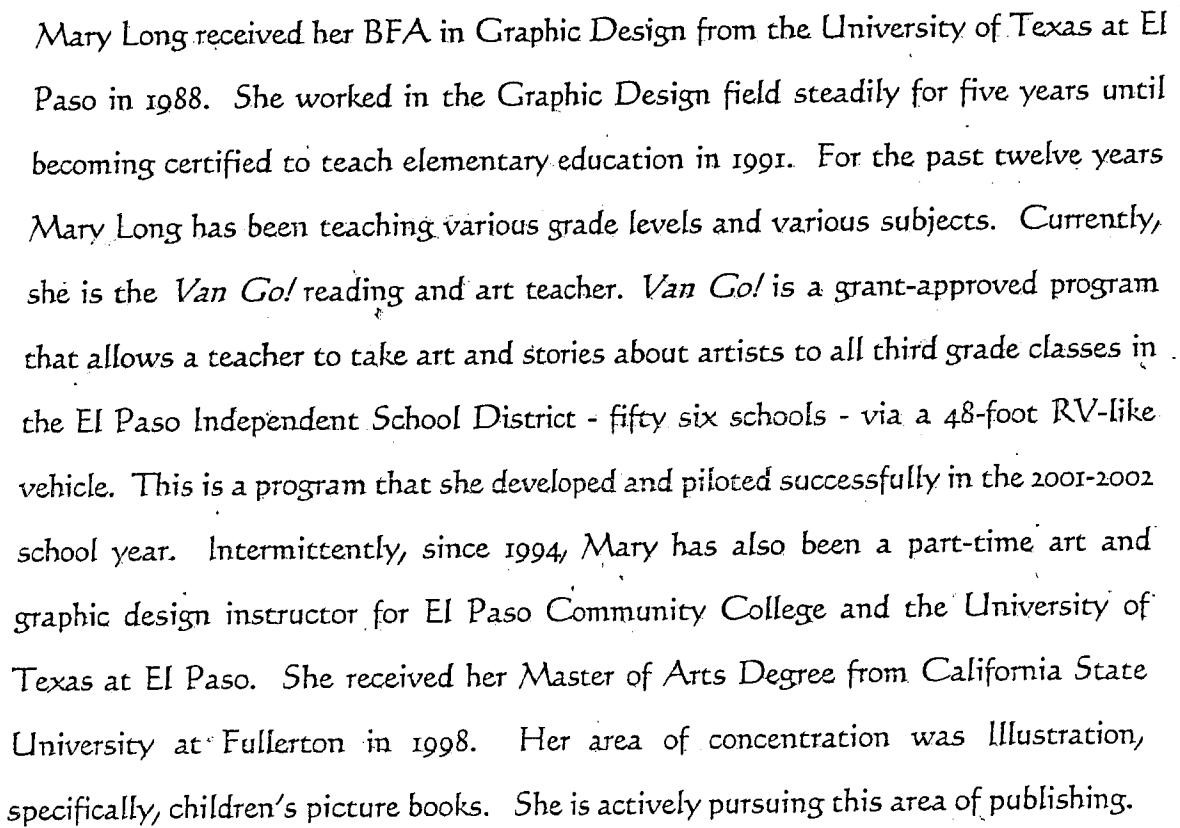 Mary Long received her BFA in Graphic Design from the University of Texas at El
Paso in 1988. She worked in the Graphic Design field steadily for five years until
becoming certified to teach elementary education in 1991. For the past twelve years
Mary Long has been teaching various grade levels and various subjects. Currently,
she is the Van Go! reading and art teacher. Van Go! is a grant-approved program
that allows a teacher to take art and stories about artists to all third grade classes in
the El Paso Independent School District - fifty six schools - via a 48-foot RV-like
vehicle. This is a program that she developed and piloted successfully in the 2001-2002
school year. Intermittently, since 1994, Mary has also been a part-time art and
graphic design instructor for El Paso Community College and the University of
Texas at El Paso. She received her Master of Arts Degree from California State
University at Fullerton in 1998. Her area of concentration was Illustration,
specifically, children's picture books. She is actively pursuing this area of publishing.